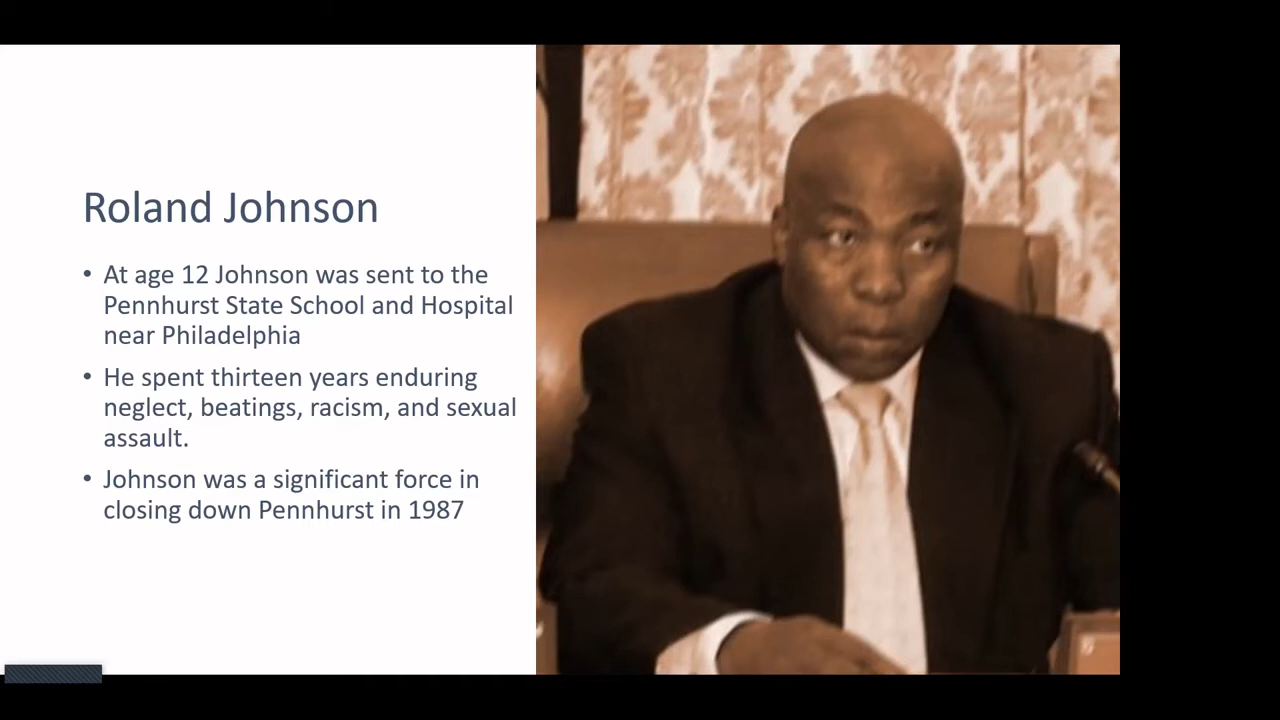 Roland Johnson
• At age 12 Johnson was sent to the
Pennhurst State School and Hospital
near Philadelphia
• He spent thirteen years enduring
neglect, beatings, racism, and sexual
assault.
• Johnson was a significant force in
closing down Pennhurst in 1987